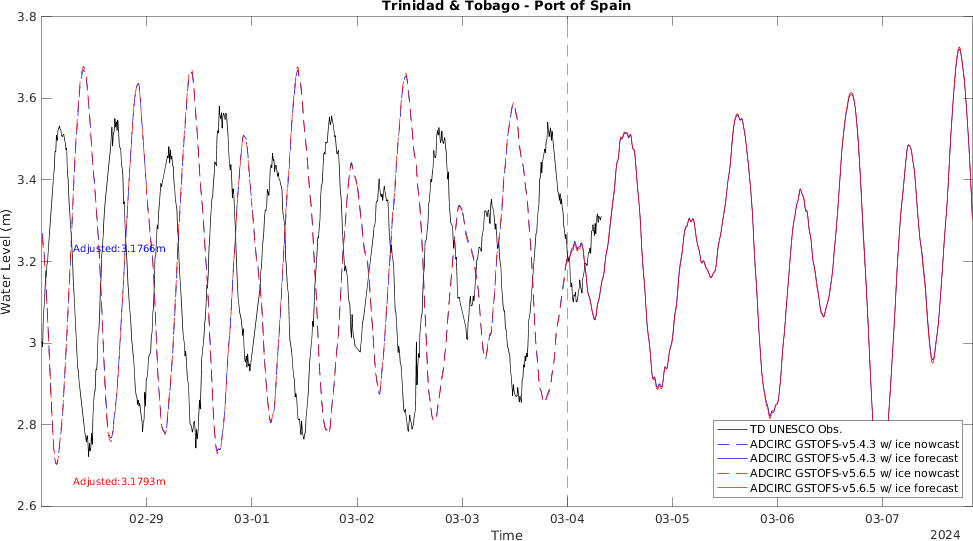 Trinidad & Tobago - Port of Spain
3.8
3.6
3.4
3.2
3
2.8
2.6
Water Level (m)
Adjusted:3.1766m
Adjusted:3.1793m
TD UNESCO Obs.
ADCIRC GSTOFS-v5.4.3 w/ ice nowcast
ADCIRC GSTOFS-v5.4.3 w/ ice forecast
ADCIRC GSTOFS-v5.6.5 w/ ice nowcast
ADCIRC GSTOFS-v5.6.5 w/ ice forecast
02-29
03-01
03-02
03-03
03-04
03-05
03-06
03-07
Time
2024